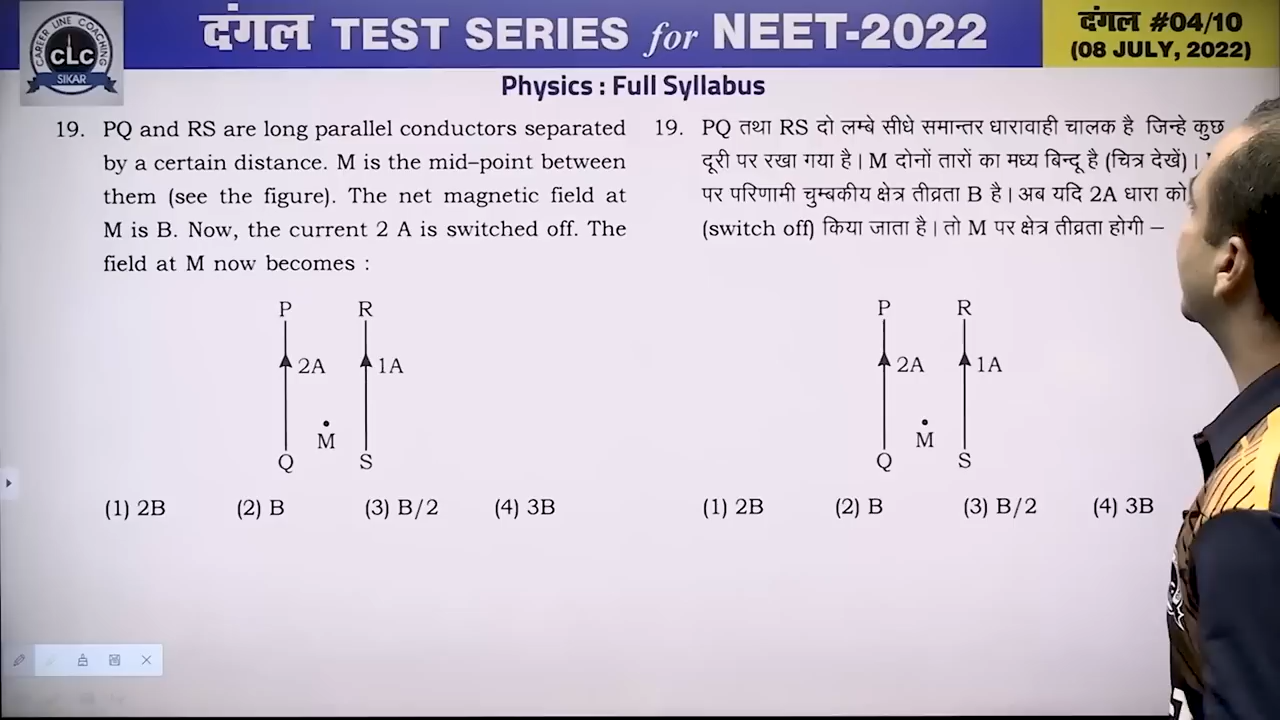 दंगल TEST SERIES for NEET-2022
दंगल #04/10
(08 JULY, 2022)
CAREER LINE COACHING
CLC
SIKAR
Physics : Full Syllabus
19. PQ and RS are long parallel conductors separated
by a certain distance. M is the mid–point between
them (see the figure). The net magnetic field at
M is B. Now, the current 2 A is switched off. The
field at M now becomes :
P R
2A 1A
M
Q S
(1) 2B (2) B (3) B/2 (4) 3B
19. PQ तथा RS दो लम्बे सीधे समान्तर धारावाही चालक है जिन्हे कुछ
दूरी पर रखा गया है। M दोनों तारों का मध्य बिन्दू है (चित्र देखें)।
पर परिणामी चुम्बकीय क्षेत्र तीव्रता B है। अब यदि 2A धारा को
(switch off) किया जाता है। तो M पर क्षेत्र तीव्रता होगी –
P R
2A 1A
M
Q S
(1) 2B (2) B (3) B/2 (4) 3B